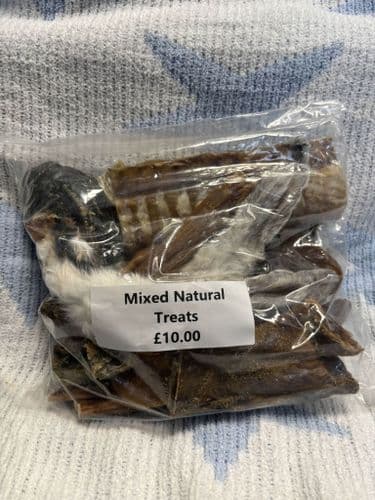 Mixed Natural
Treats
£10.00